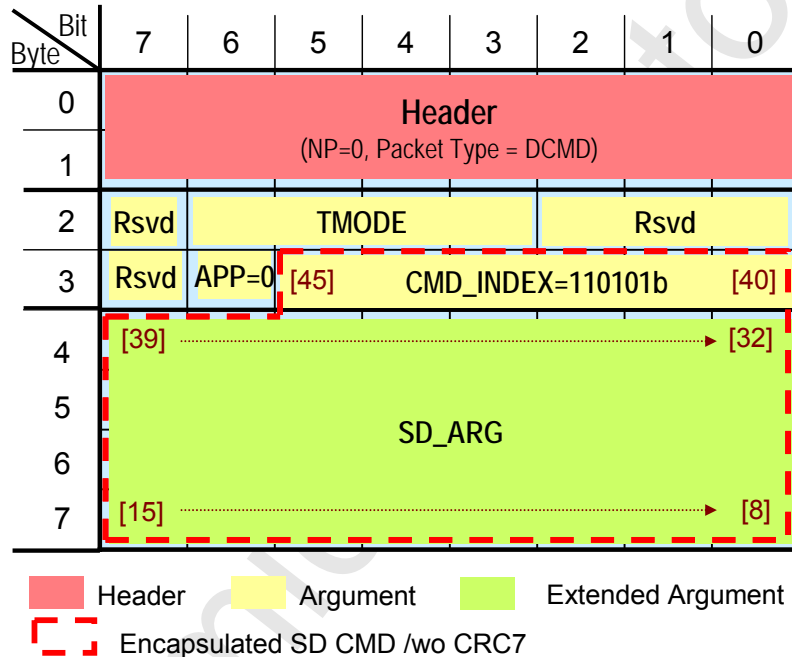 Bit
Byte
7 6 5 4 3 2 1 0
0
Header
(NP=0, Packet Type = DCMD)
1
2 Rsvd TMODE Rsvd
3 Rsvd APP=0 [45] CMD_INDEX=110101b [40]
4 [39] [32]
5
SD_ARG
6
7 [15] [8]
Header Argument Extended Argument
Encapsulated SD CMD /wo CRC7